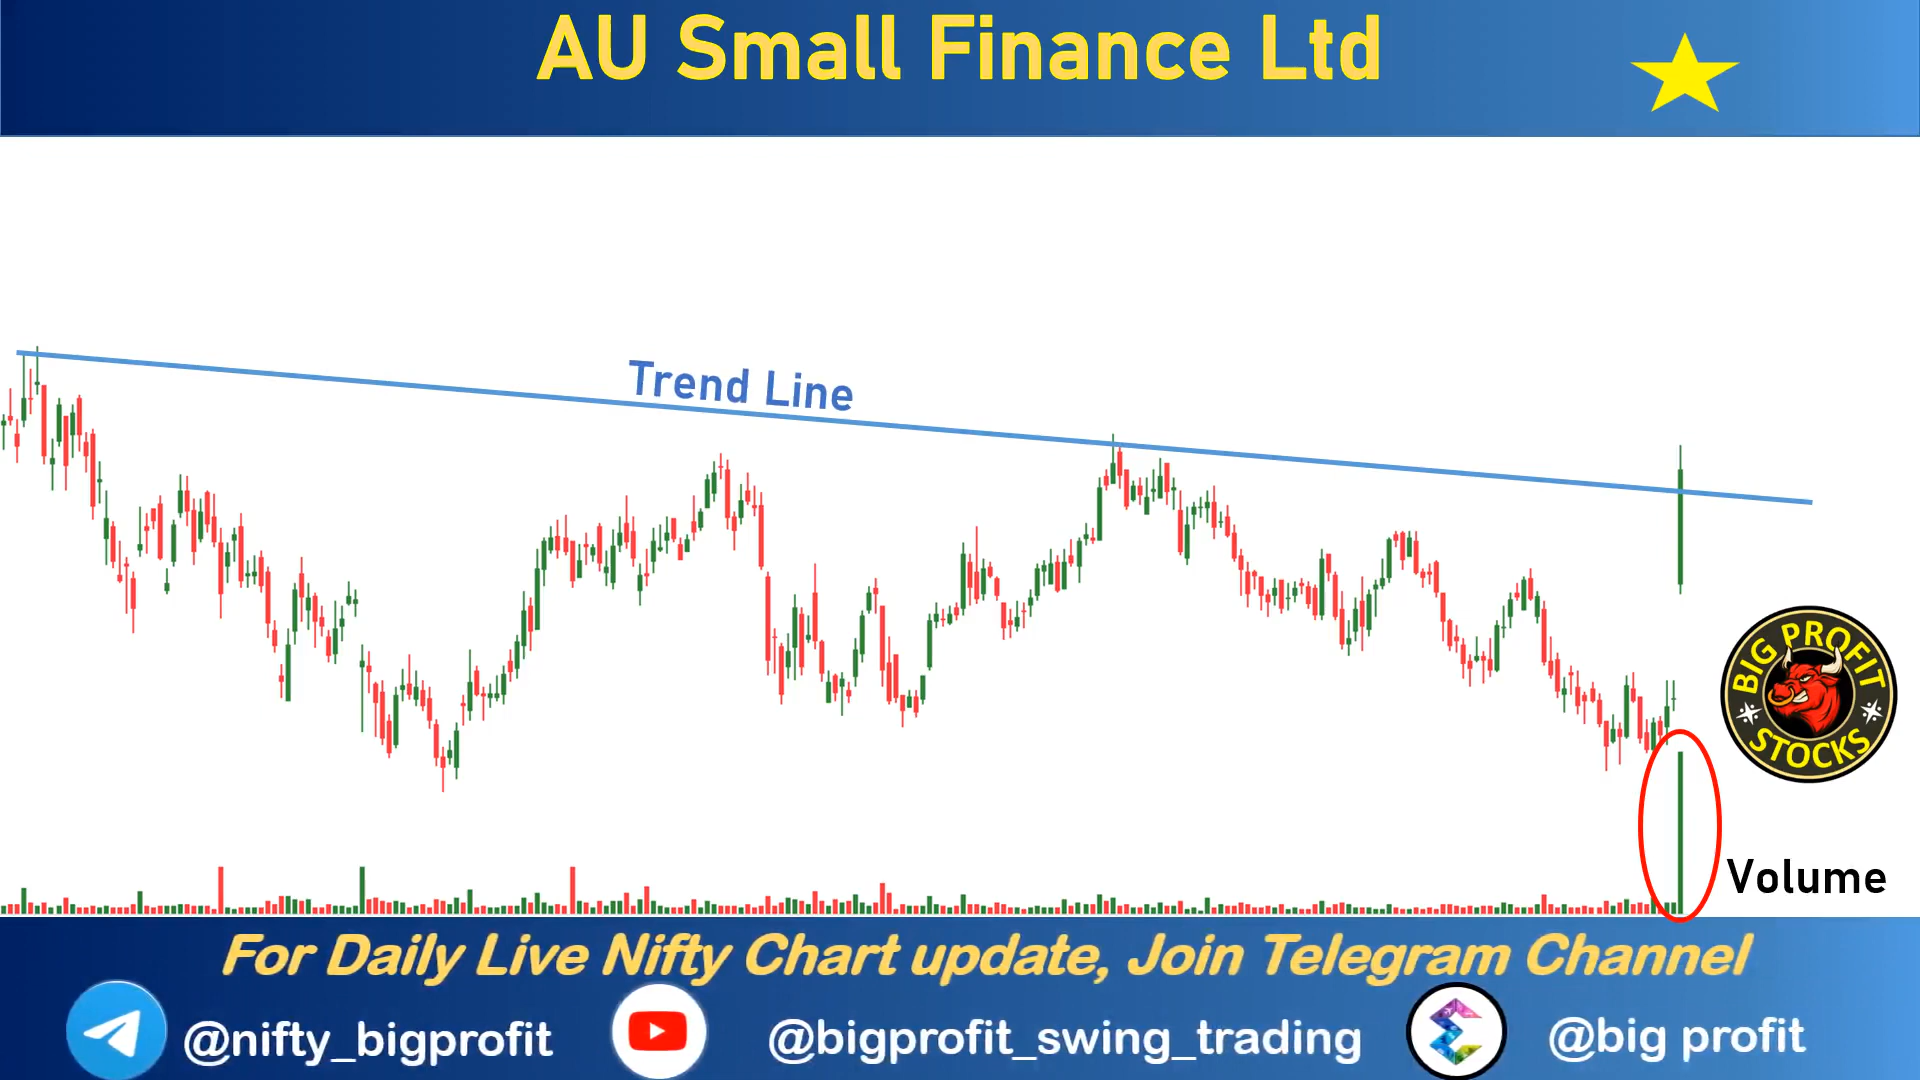 AU Small Finance Ltd
Trend Line
BIG PROFIT
STOCKS
Volume
For Daily Live Nifty Chart update, Join Telegram Channel
@nifty_bigprofit
@bigprofit_swing_trading
@big profit